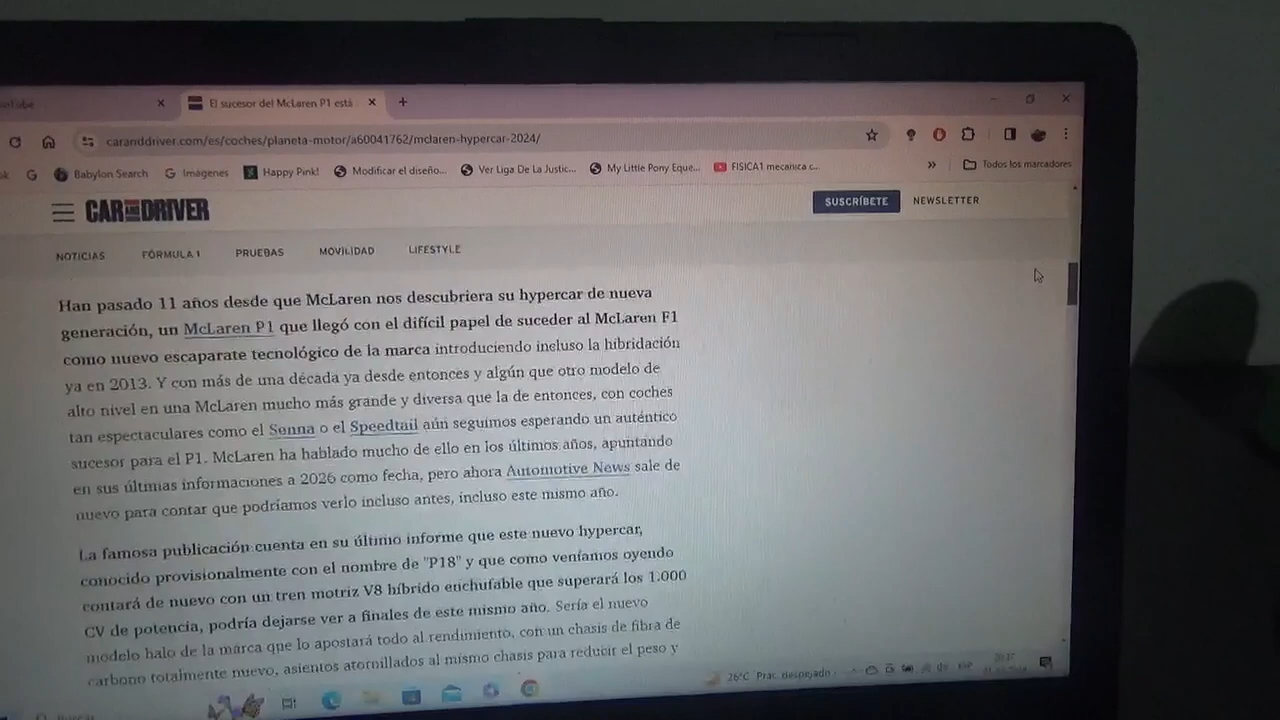 El sucesor del McLaren P1 está
caranddriver.com/es/coches/planeta-motor/a60041762/mclaren-hypercar-2024/
G Babylon Search G Imágenes Happy Pink! Modificar el diseño... Ver Liga De La Justic... My Little Pony Eque... FISICA1 mecanica c... » Todos los marcadores
CAR AND DRIVER SUSCRÍBETE NEWSLETTER
NOTICIAS FÓRMULA 1 PRUEBAS MOVILIDAD LIFESTYLE
Han pasado 11 años desde que McLaren nos descubriera su hypercar de nueva
generación, un McLaren P1 que llegó con el difícil papel de suceder al McLaren F1
como nuevo escaparate tecnológico de la marca introduciendo incluso la hibridación
ya en 2013. Y con más de una década ya desde entonces y algún que otro modelo de
alto nivel en una McLaren mucho más grande y diversa que la de entonces, con coches
tan espectaculares como el Senna o el Speedtail aún seguimos esperando un auténtico
sucesor para el P1. McLaren ha hablado mucho de ello en los últimos años, apuntando
en sus últimas informaciones a 2026 como fecha, pero ahora Automotive News sale de
nuevo para contar que podríamos verlo incluso antes, incluso este mismo año.
La famosa publicación cuenta en su último informe que este nuevo hypercar,
conocido provisionalmente con el nombre de "P18" y que como veníamos oyendo
contará de nuevo con un tren motriz V8 híbrido enchufable que superará los 1.000
CV de potencia, podría dejarse ver a finales de este mismo año. Sería el nuevo
modelo halo de la marca que lo apostará todo al rendimiento, con un chasis de fibra de
carbono totalmente nuevo, asientos atornillados al mismo chasis para reducir el peso y
26°C Prac. despejado ESP